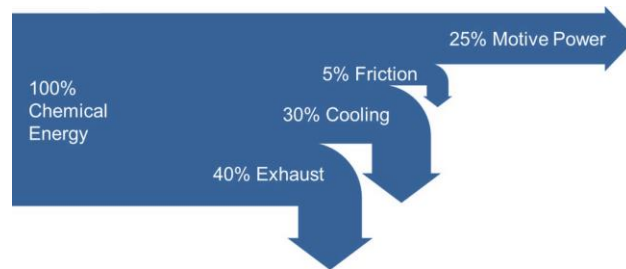 25% Motive Power
5% Friction
100%
Chemical
Energy
30% Cooling
40% Exhaust